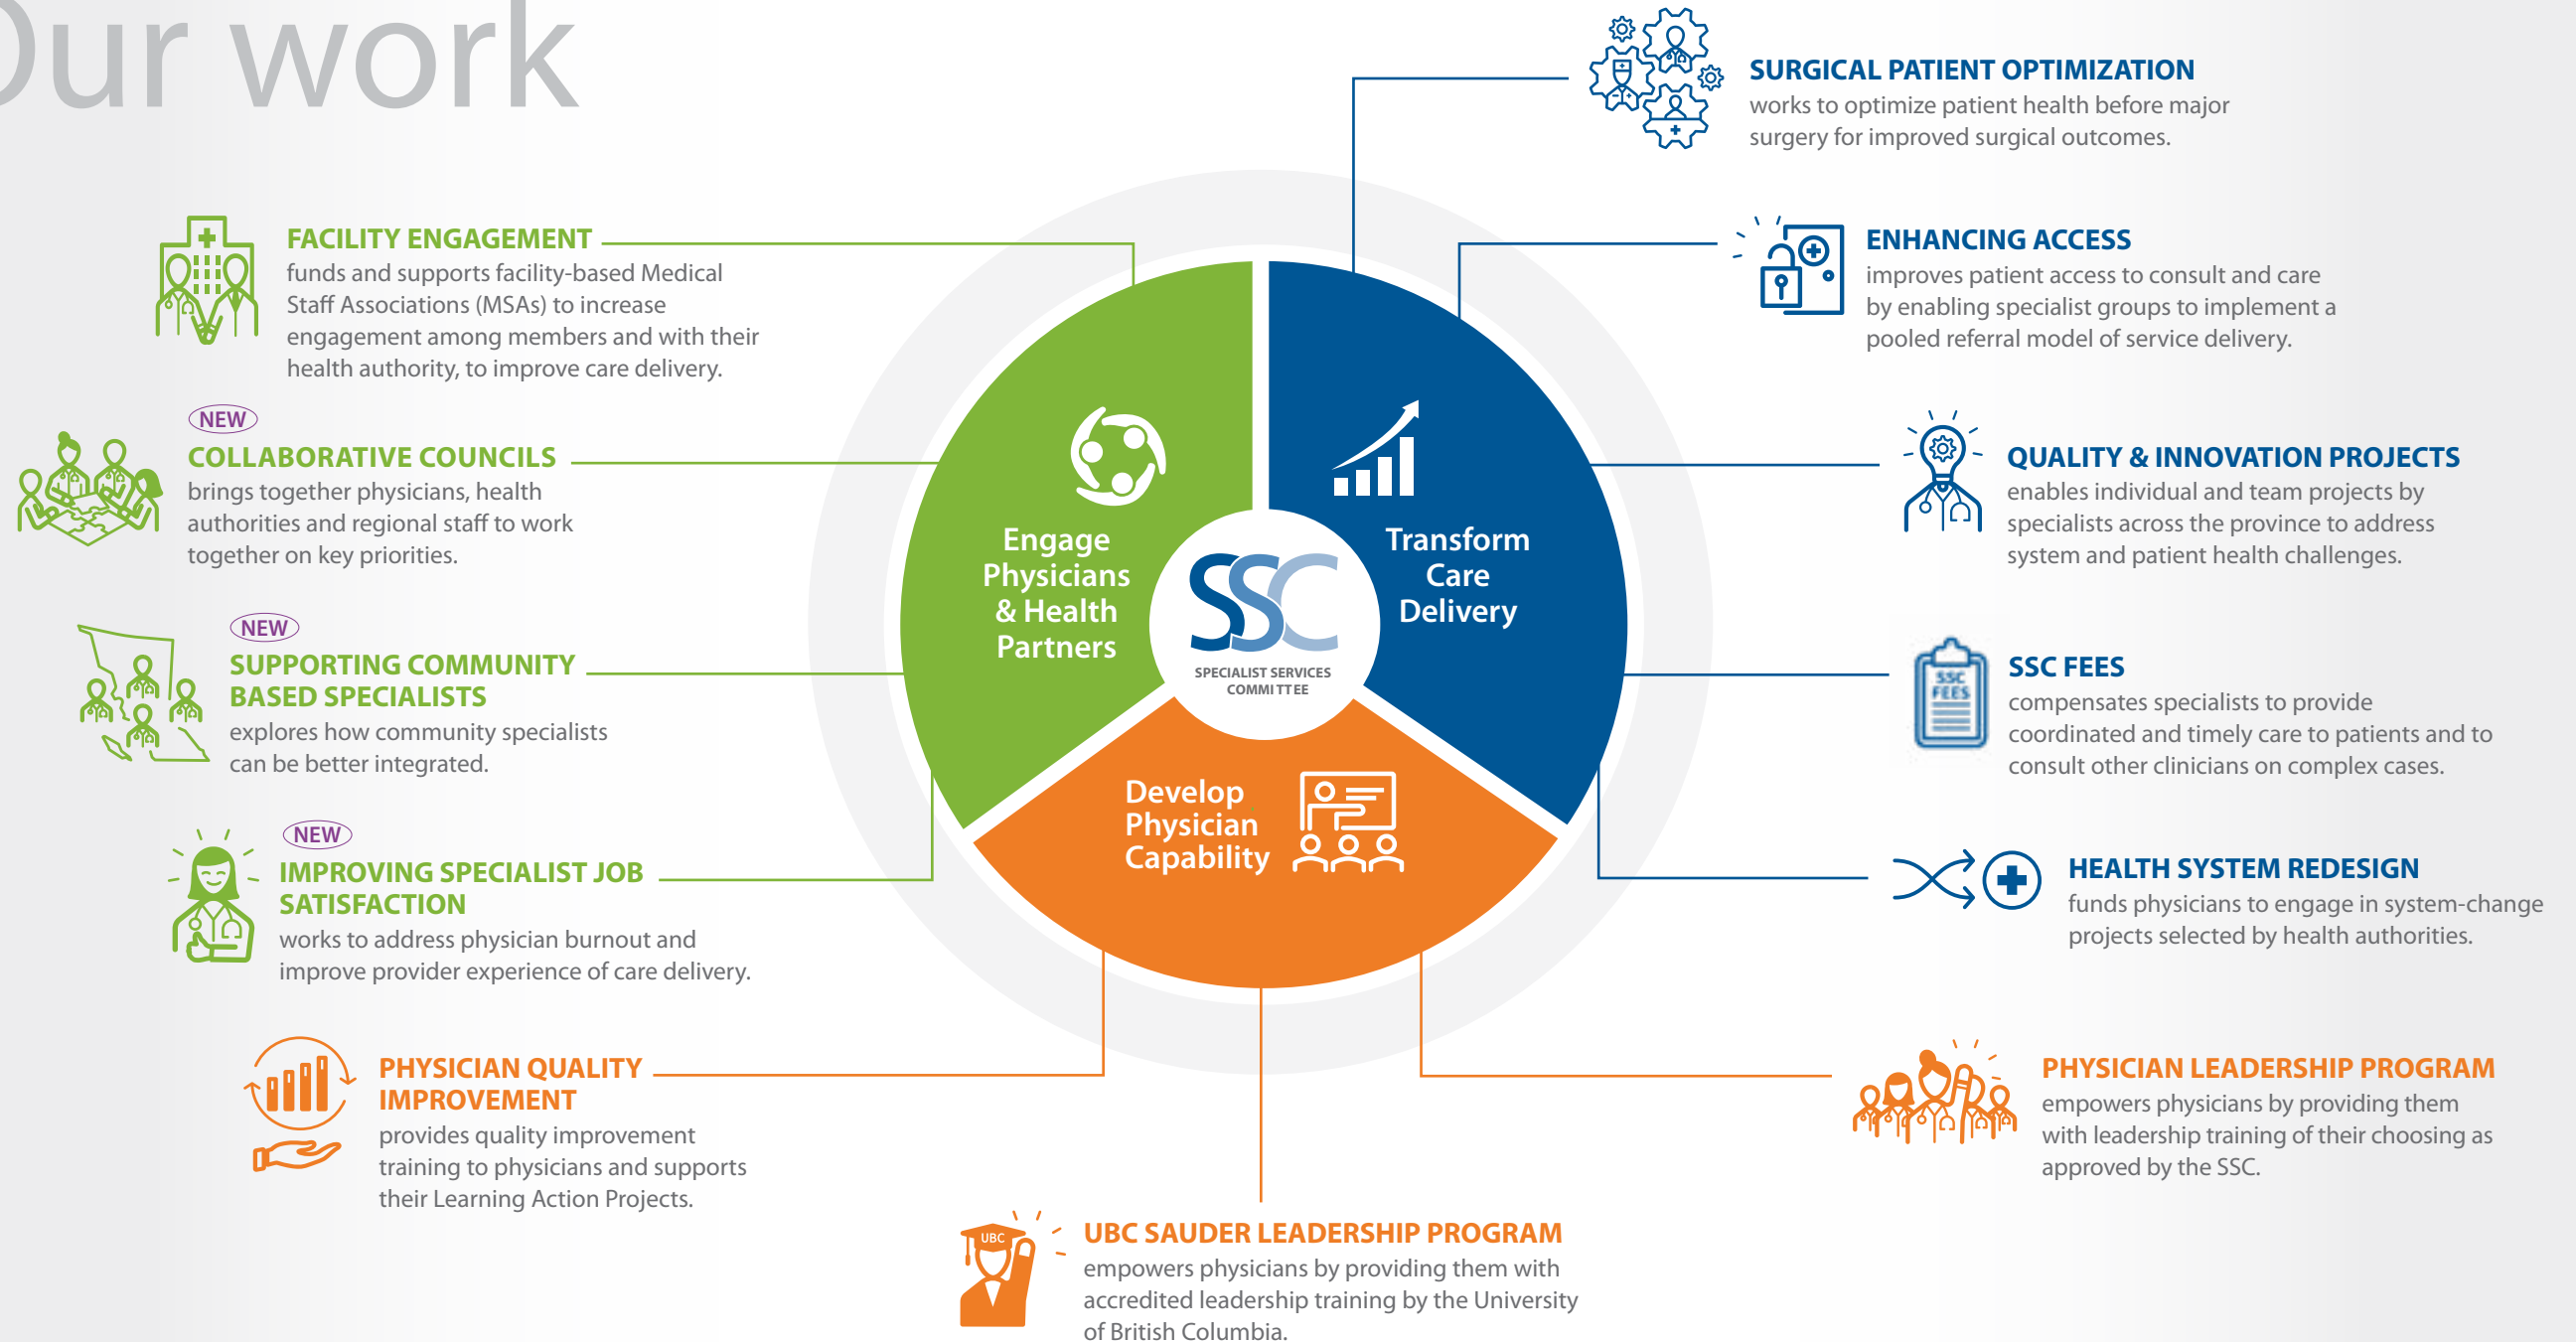 Our work
FACILITY ENGAGEMENT
funds and supports facility-based Medical
Staff Associations (MSAs) to increase
engagement among members and with their
health authority, to improve care delivery.
NEW
COLLABORATIVE COUNCILS
brings together physicians, health
authorities and regional staff to work
together on key priorities.
NEW
SUPPORTING COMMUNITY
BASED SPECIALISTS
explores how community specialists
can be better integrated.
NEW
IMPROVING SPECIALIST JOB
SATISFACTION
works to address physician burnout and
improve provider experience of care delivery.
PHYSICIAN QUALITY
IMPROVEMENT
provides quality improvement
training to physicians and supports
their Learning Action Projects.
Engage
Physicians
& Health
Partners
Transform
Care
Delivery
SSC
SPECIALIST SERVICES
COMMITTEE
Develop
Physician
Capability
UBC
UBC SAUDER LEADERSHIP PROGRAM
empowers physicians by providing them with
accredited leadership training by the University
of British Columbia.
SURGICAL PATIENT OPTIMIZATION
works to optimize patient health before major
surgery for improved surgical outcomes.
ENHANCING ACCESS
improves patient access to consult and care
by enabling specialist groups to implement a
pooled referral model of service delivery.
QUALITY & INNOVATION PROJECTS
enables individual and team projects by
specialists across the province to address
system and patient health challenges.
SSC
FEES
SSC FEES
compensates specialists to provide
coordinated and timely care to patients and to
consult other clinicians on complex cases.
HEALTH SYSTEM REDESIGN
funds physicians to engage in system-change
projects selected by health authorities.
PHYSICIAN LEADERSHIP PROGRAM
empowers physicians by providing them
with leadership training of their choosing as
approved by the SSC.